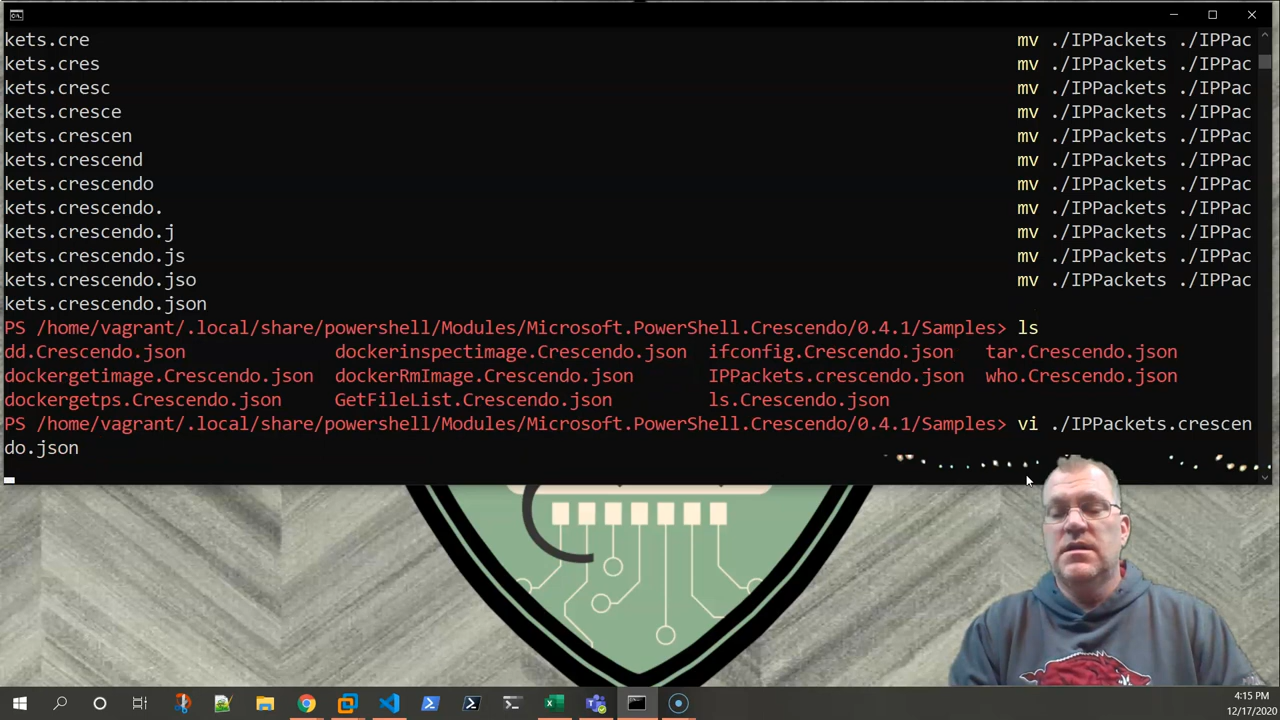 kets.cre mv ./IPPackets ./IPPac
kets.cres mv ./IPPackets ./IPPac
kets.cresc mv ./IPPackets ./IPPac
kets.cresce mv ./IPPackets ./IPPac
kets.crescen mv ./IPPackets ./IPPac
kets.crescend mv ./IPPackets ./IPPac
kets.crescendo mv ./IPPackets ./IPPac
kets.crescendo. mv ./IPPackets ./IPPac
kets.crescendo.j mv ./IPPackets ./IPPac
kets.crescendo.js mv ./IPPackets ./IPPac
kets.crescendo.jso mv ./IPPackets ./IPPac
kets.crescendo.json
PS /home/vagrant/.local/share/powershell/Modules/Microsoft.PowerShell.Crescendo/0.4.1/Samples> ls
dd.Crescendo.json dockerinspectimage.Crescendo.json ifconfig.Crescendo.json tar.Crescendo.json
dockergetimage.Crescendo.json dockerRmImage.Crescendo.json IPPackets.crescendo.json who.Crescendo.json
dockergetps.Crescendo.json GetFileList.Crescendo.json ls.Crescendo.json
PS /home/vagrant/.local/share/powershell/Modules/Microsoft.PowerShell.Crescendo/0.4.1/Samples> vi ./IPPackets.crescen
do.json
4:15 PM
12/17/2020